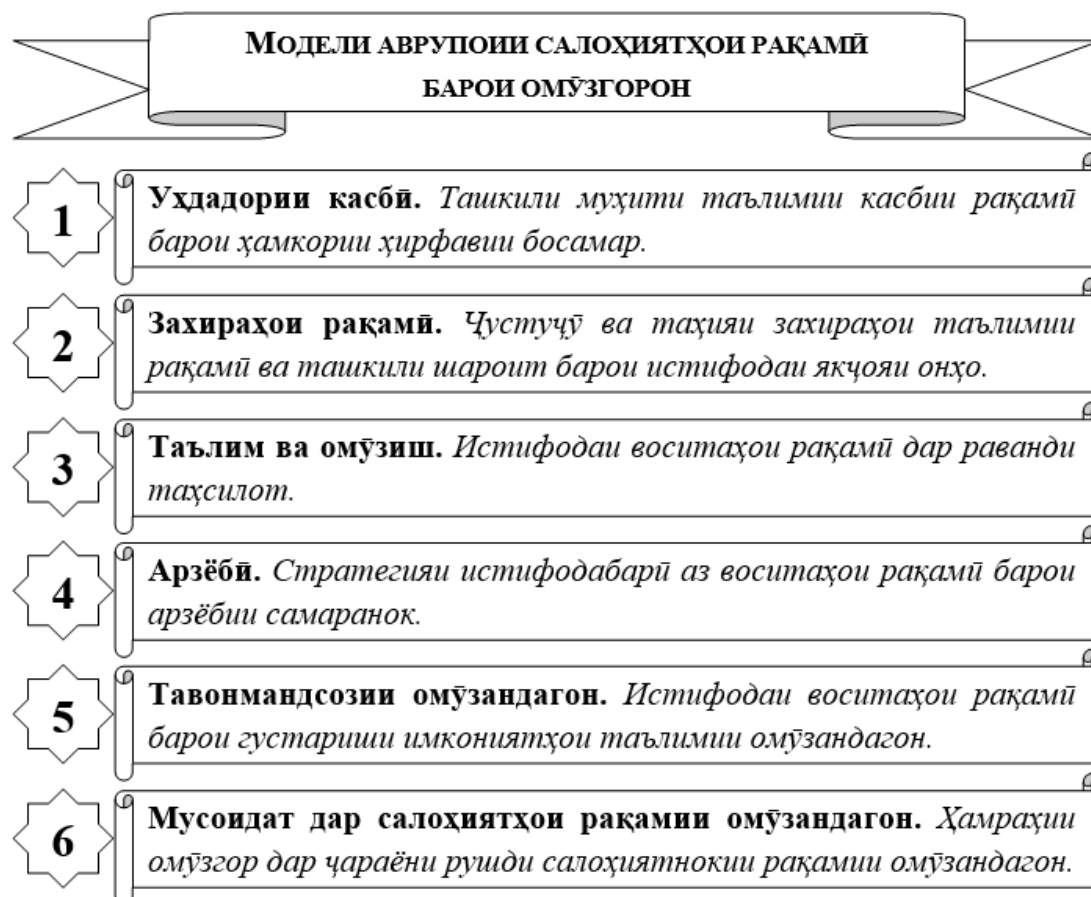 МОДЕЛИ АВРУПОИИ САЛОҲИЯТҲОИ РАҚАМӢ
БАРОИ ОМӮЗГОРОН
1
Уҳдадории касбӣ. Ташкили муҳити таълимии касбии рақамӣ
барои ҳамкории ҳирфавии босамар.
2
Захираҳои рақамӣ. Ҷустуҷӯ ва таҳияи захираҳои таълимии
рақамӣ ва ташкили шароит барои истифодаи якҷояи онҳо.
3
Таълим ва омӯзиш. Истифодаи воситаҳои рақамӣ дар раванди
таҳсилот.
4
Арзёбӣ. Стратегияи истифодабарӣ аз воситаҳои рақамӣ барои
арзёбии самаранок.
5
Тавонмандсозии омӯзандагон. Истифодаи воситаҳои рақамӣ
барои густариши имкониятҳои таълимии омӯзандагон.
6
Мусоидат дар салоҳиятҳои рақамии омӯзандагон. Ҳамраҳии
омӯзгор дар ҷараёни рушди салоҳиятнокии рақамии омӯзандагон.